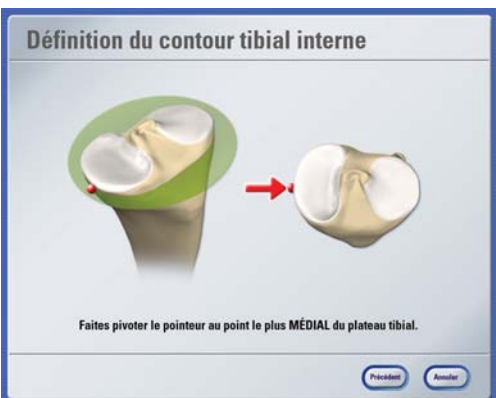 Définition du contour tibial interne
Faites pivoter le pointeur au point le plus MÉDIAL du plateau tibial.
Précédent
Annuler